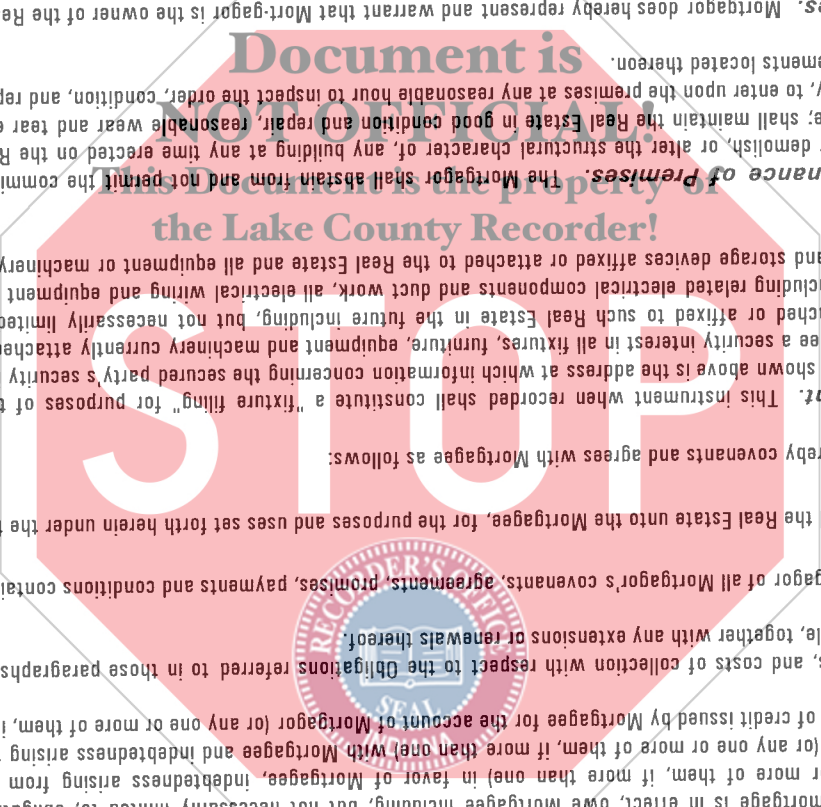 Document is
NOT OFFICIAL!
This Document is the property of
the Lake County Recorder!
STOP
RECORDER'S OFFICE
SEAL
INDIANA
mortgage is in effect, owe Mortgagee including, but not necessarily limited to,
r more of them, if more than one) in favor of Mortgagee, indebtedness arising from
(or any one or more of them, if more than one) with Mortgagee and indebtedness arising
of credit issued by Mortgagee for the account of Mortgagor (or any one or more of them, i
s, and costs of collection with respect to the Obligations referred to in those paragraphs
le, together with any extensions or renewals thereof.
gagor of all Mortgagor's covenants, agreements, promises, payments and conditions contai
the Real Estate unto the Mortgagee, for the purposes and uses set forth herein under the
reby covenants and agrees with Mortgagee as follows:
nt. This instrument when recorded shall constitute a "fixture filing" for purposes of t
shown above is the address at which information concerning the secured party's security
ee a security interest in all fixtures, furniture, equipment and machinery currently attached
ached or affixed to such Real Estate in the future including, but not necessarily limited
cluding related electrical components and duct work, all electrical wiring and equipment
and storage devices affixed or attached to the Real Estate and all equipment or machinery
nance of Premises. The Mortgagor shall abstain from and not permit the commi
r demolish, or alter the structural character of, any building at any time erected on the R
e; shall maintain the Real Estate in good condition and repair, reasonable wear and tear e
y, to enter upon the premises at any reasonable hour to inspect the order, condition, and rep
ements located thereon.
es. Mortgagor does hereby represent and warrant that Mort-gagor is the owner of the Re